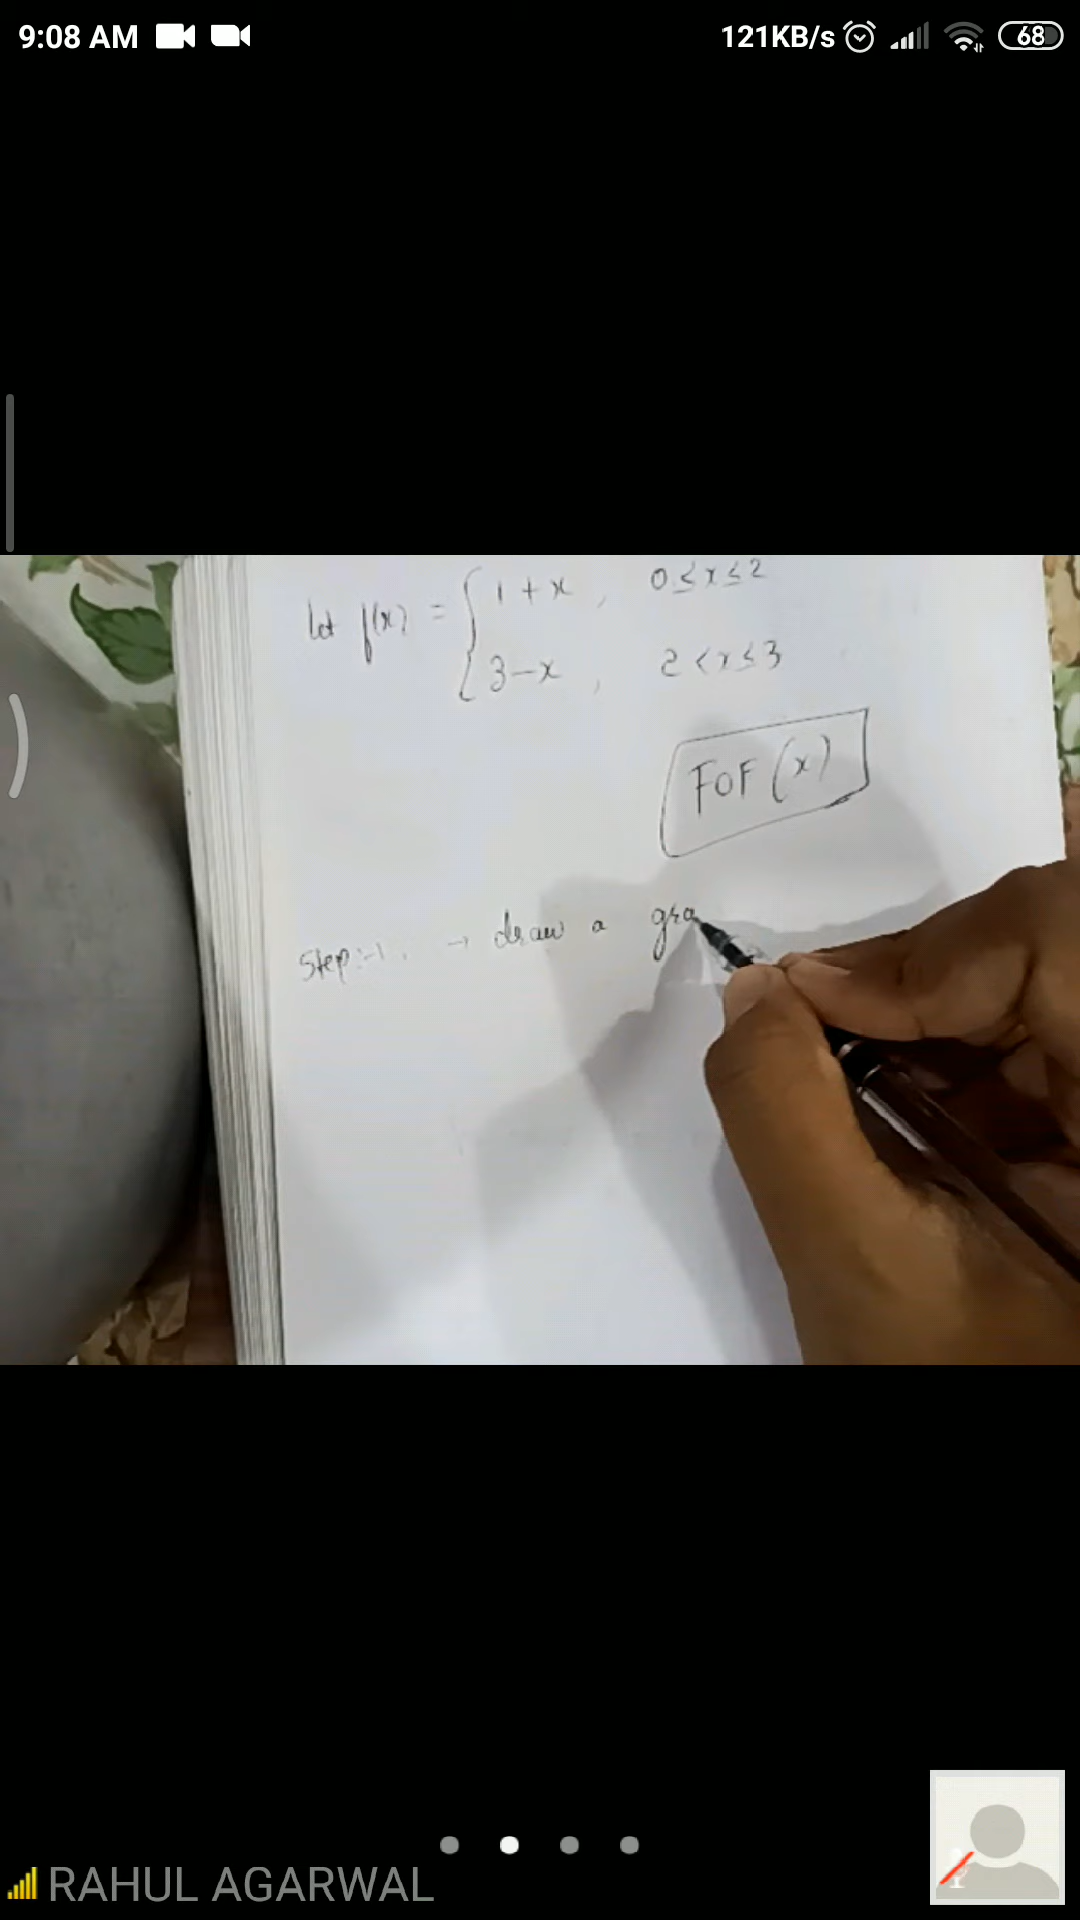 9:08 AM
121KB/s
68
let f(x) = { 1 + x , 0 ≤ x ≤ 2
3 - x , 2 < x ≤ 3
FOF (x)
Step:-1. → draw a gra
RAHUL AGARWAL